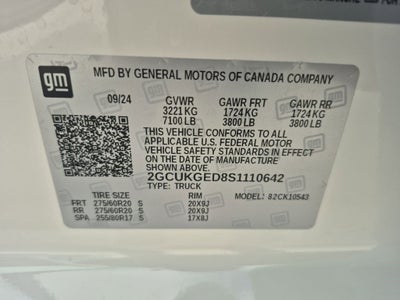 gm
MFD BY GENERAL MOTORS OF CANADA COMPANY
09/24 GVWR GAWR FRT GAWR RR
3221 KG 1724 KG 1724 KG
7100 LB 3800 LB 3800 LB
THIS VEHICLE CONFORMS TO ALL
APPLICABLE U.S. FEDERAL MOTOR
VEHICLE SAFETY STANDARDS IN EFFECT
ON THE DATE OF MANUFACTURE SHOWN ABOVE.
2GCUKGED8S1110642
TYPE: TRUCK MODEL: 82CK10543
TIRE SIZE RIM
FRT 275/60R20 S 20X9J
RR 275/60R20 S 20X9J
SPA 255/80R17 S 17X8J